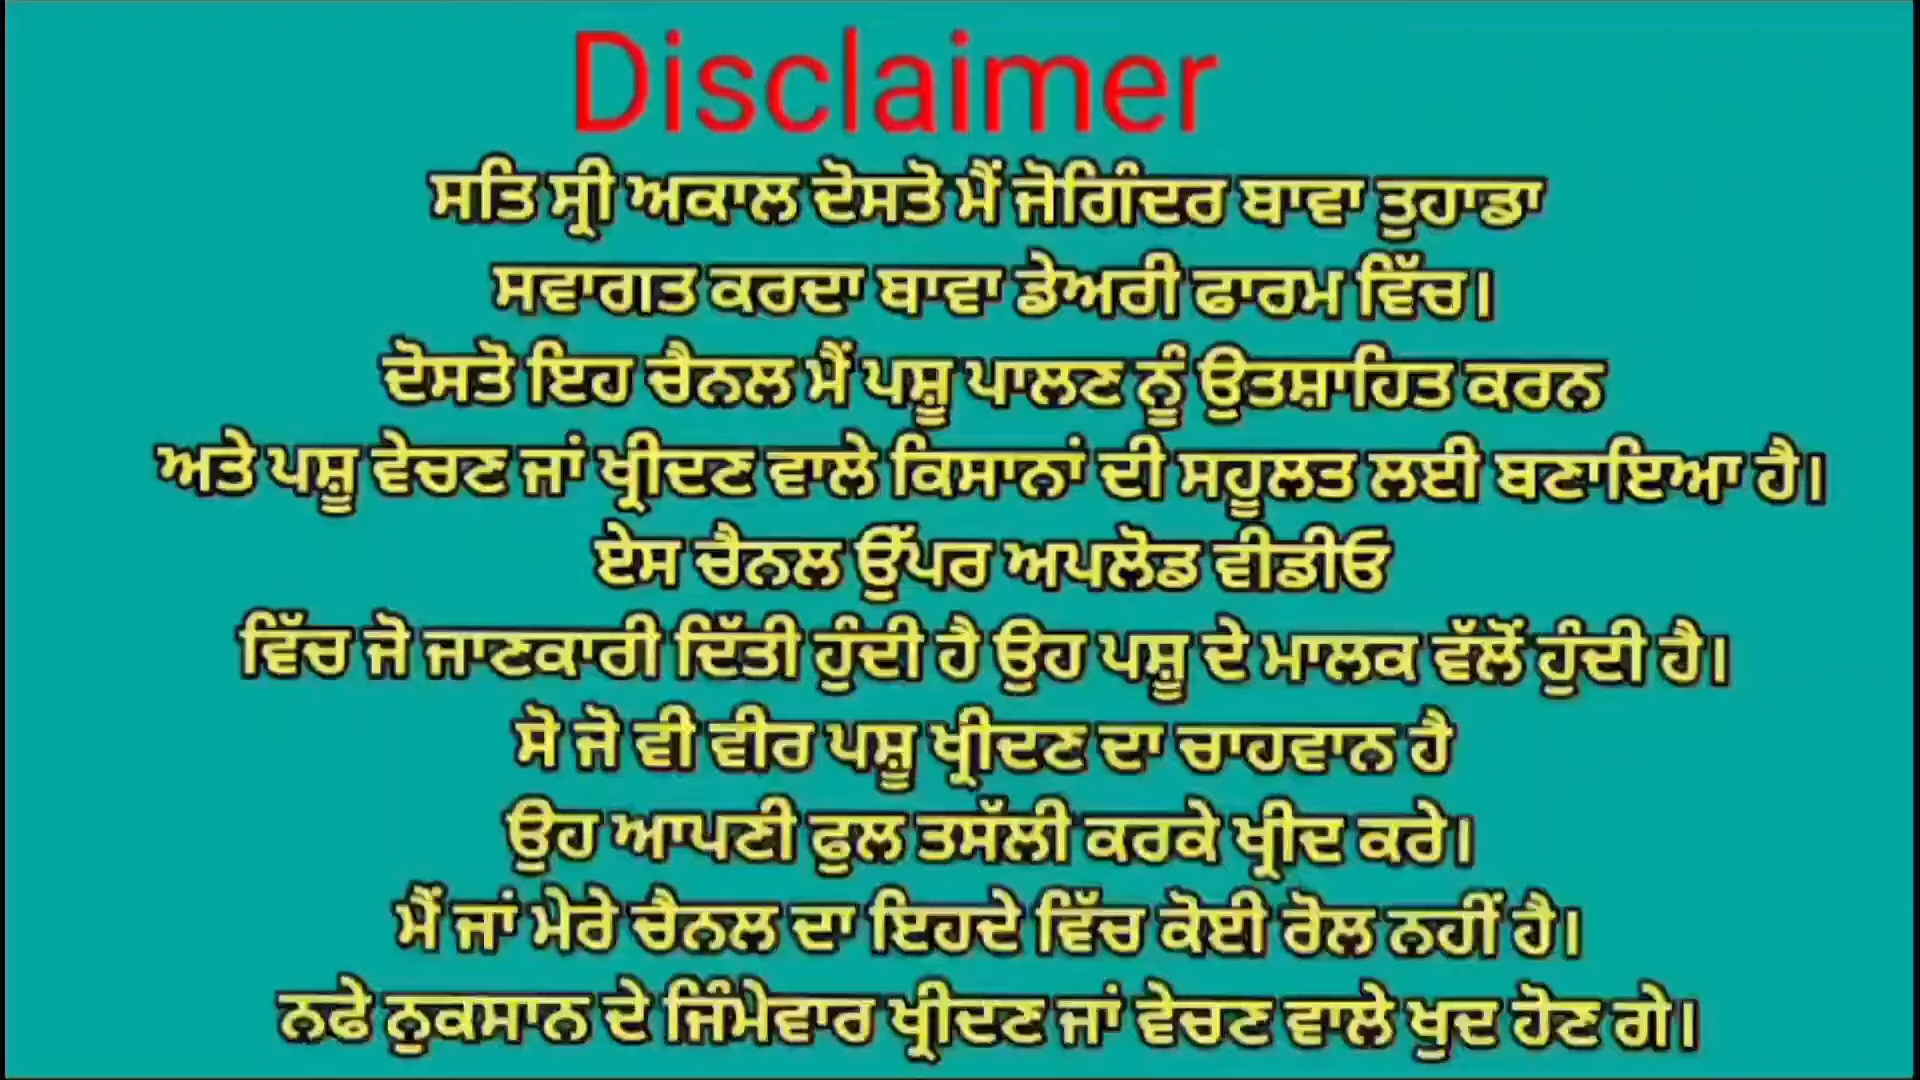 Disclaimer
ਸਤਿ ਸ੍ਰੀ ਅਕਾਲ ਦੋਸਤੋ ਮੈਂ ਜੋਗਿੰਦਰ ਬਾਵਾ ਤੁਹਾਡਾ
ਸਵਾਗਤ ਕਰਦਾ ਬਾਵਾ ਡੇਅਰੀ ਫਾਰਮ ਵਿੱਚ।
ਦੋਸਤੋ ਇਹ ਚੈਨਲ ਮੈਂ ਪਸ਼ੂ ਪਾਲਣ ਨੂੰ ਉਤਸ਼ਾਹਿਤ ਕਰਨ
ਅਤੇ ਪਸ਼ੂ ਵੇਚਣ ਜਾਂ ਖ੍ਰੀਦਣ ਵਾਲੇ ਕਿਸਾਨਾਂ ਦੀ ਸਹੂਲਤ ਲਈ ਬਣਾਇਆ ਹੈ।
ਏਸ ਚੈਨਲ ਉੱਪਰ ਅਪਲੋਡ ਵੀਡੀਓ
ਵਿੱਚ ਜੋ ਜਾਣਕਾਰੀ ਦਿੱਤੀ ਹੁੰਦੀ ਹੈ ਉਹ ਪਸ਼ੂ ਦੇ ਮਾਲਕ ਵੱਲੋਂ ਹੁੰਦੀ ਹੈ।
ਸੋ ਜੋ ਵੀ ਵੀਰ ਪਸ਼ੂ ਖ੍ਰੀਦਣ ਦਾ ਚਾਹਵਾਨ ਹੈ
ਉਹ ਆਪਣੀ ਫੁਲ ਤਸੱਲੀ ਕਰਕੇ ਖ੍ਰੀਦ ਕਰੇ।
ਮੈਂ ਜਾਂ ਮੇਰੇ ਚੈਨਲ ਦਾ ਇਹਦੇ ਵਿੱਚ ਕੋਈ ਰੋਲ ਨਹੀਂ ਹੈ।
ਨਫੇ ਨੁਕਸਾਨ ਦੇ ਜਿੰਮੇਵਾਰ ਖ੍ਰੀਦਣ ਜਾਂ ਵੇਚਣ ਵਾਲੇ ਖੁਦ ਹੋਣ ਗੇ।